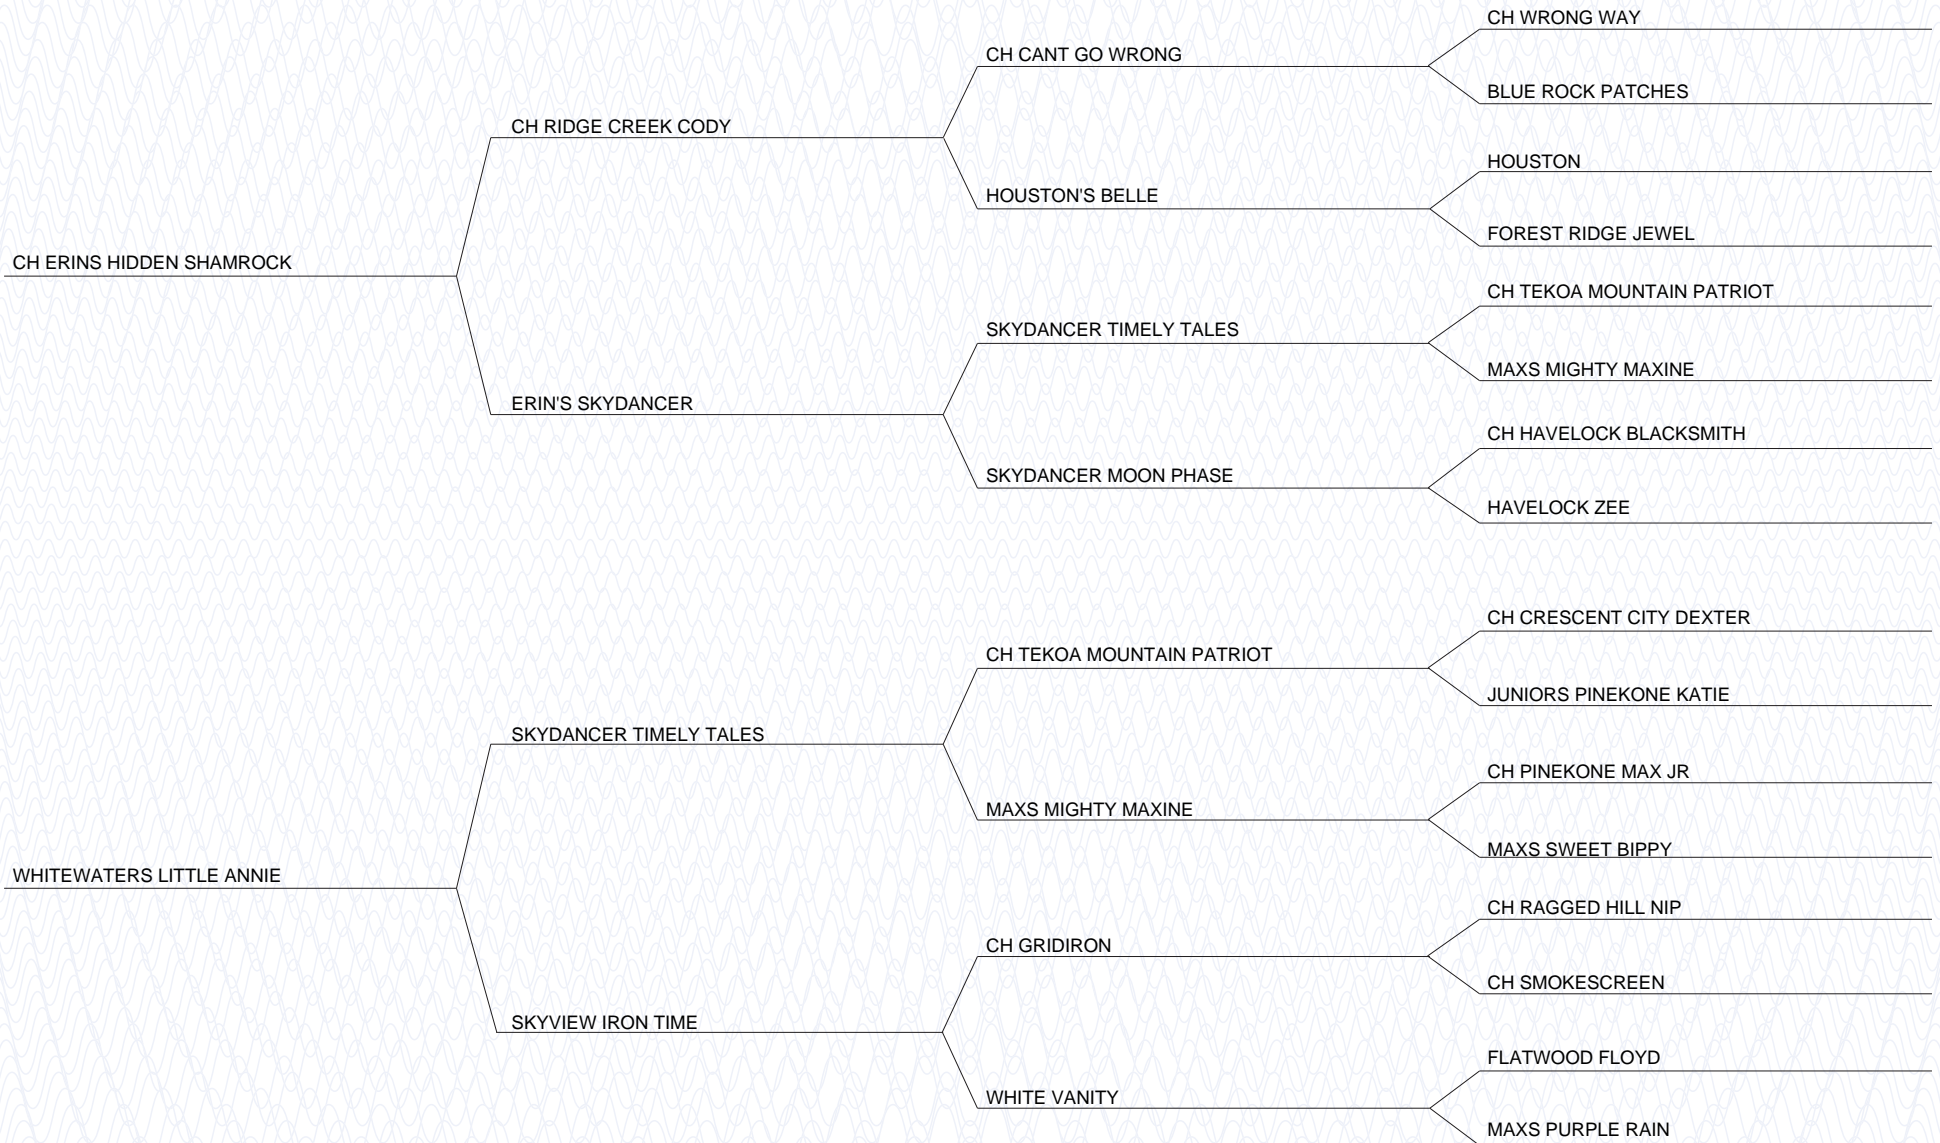 CH WRONG WAY
CH CANT GO WRONG
BLUE ROCK PATCHES
CH RIDGE CREEK CODY
HOUSTON
HOUSTON'S BELLE
FOREST RIDGE JEWEL
CH ERINS HIDDEN SHAMROCK
CH TEKOA MOUNTAIN PATRIOT
SKYDANCER TIMELY TALES
MAXS MIGHTY MAXINE
ERIN'S SKYDANCER
CH HAVELOCK BLACKSMITH
SKYDANCER MOON PHASE
HAVELOCK ZEE
CH CRESCENT CITY DEXTER
CH TEKOA MOUNTAIN PATRIOT
JUNIORS PINEKONE KATIE
SKYDANCER TIMELY TALES
CH PINEKONE MAX JR
MAXS MIGHTY MAXINE
MAXS SWEET BIPPY
WHITEWATERS LITTLE ANNIE
CH RAGGED HILL NIP
CH GRIDIRON
CH SMOKESCREEN
SKYVIEW IRON TIME
FLATWOOD FLOYD
WHITE VANITY
MAXS PURPLE RAIN